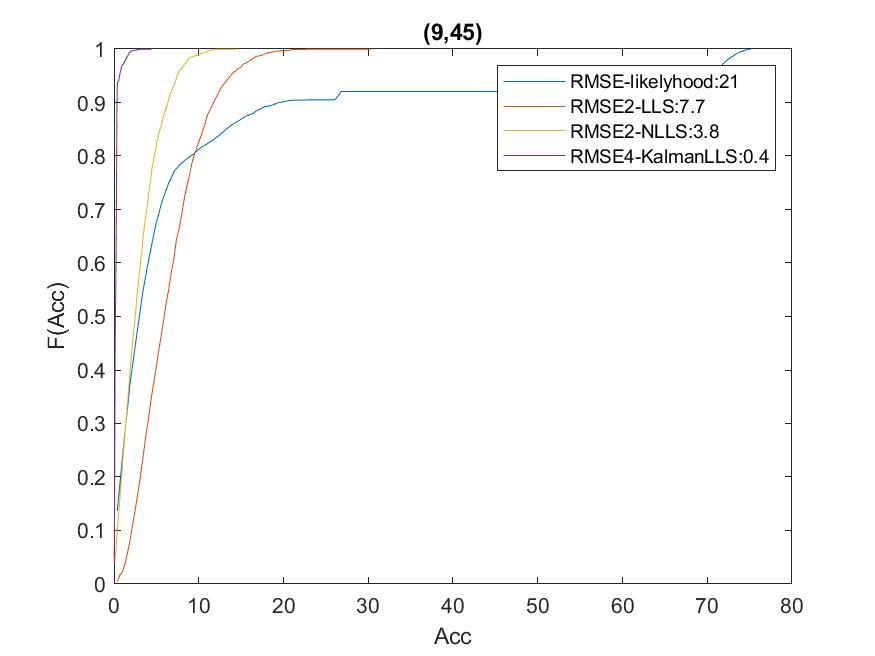 (9,45)
1
0.9
0.8
0.7
0.6
0.5
0.4
0.3
0.2
0.1
0
F(Acc)
RMSE-likelyhood:21
RMSE2-LLS:7.7
RMSE2-NLLS:3.8
RMSE4-KalmanLLS:0.4
0 10 20 30 40 50 60 70 80
Acc